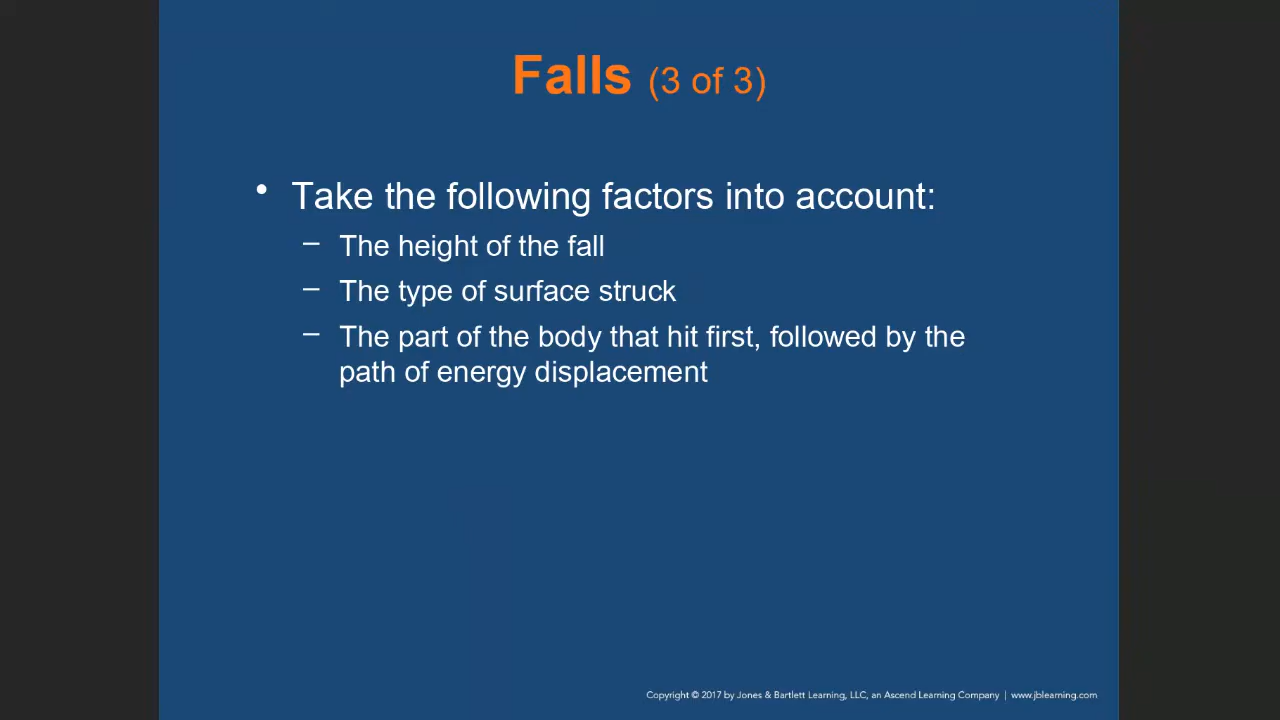 Falls (3 of 3)
• Take the following factors into account:
– The height of the fall
– The type of surface struck
– The part of the body that hit first, followed by the
path of energy displacement
Copyright © 2017 by Jones & Bartlett Learning, LLC, an Ascend Learning Company | www.jblearning.com